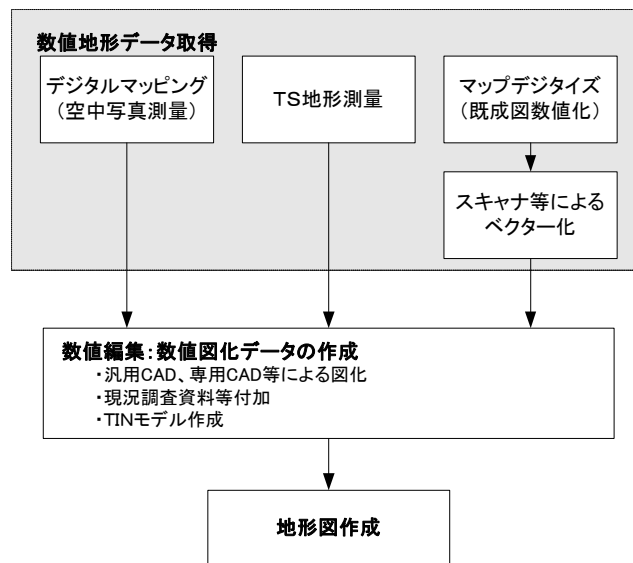 数値地形データ取得
デジタルマッピング
（空中写真測量）
ＴＳ地形測量
マップデジタイズ
（既成図数値化）
スキャナ等による
ベクター化
数値編集：数値図化データの作成
・汎用CAD、専用CAD等による図化
・現況調査資料等付加
・TINモデル作成
地形図作成